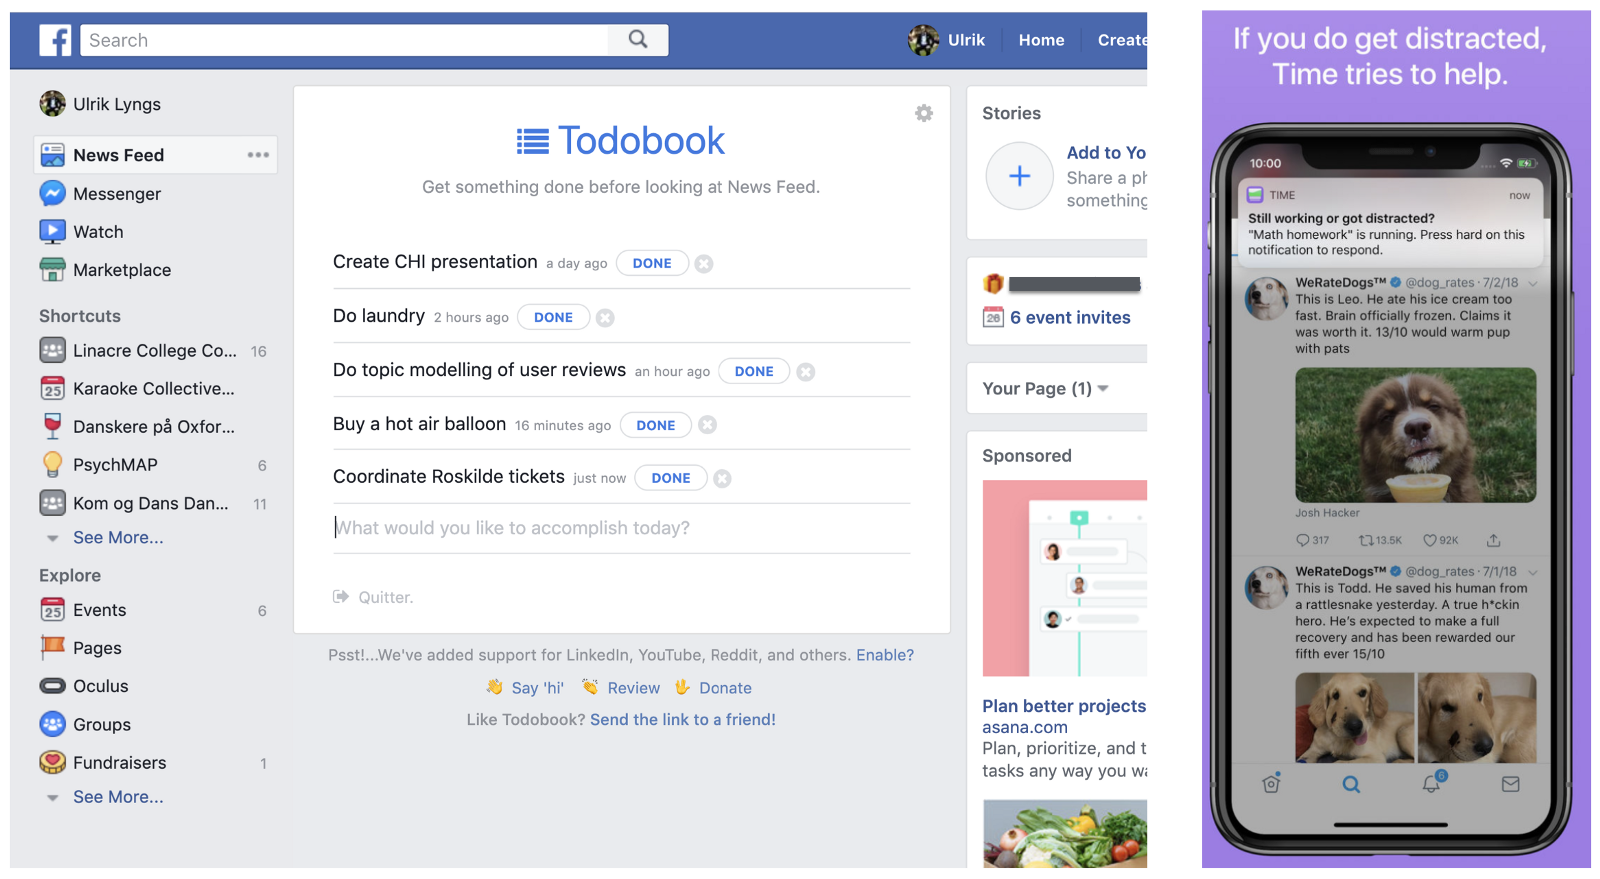 Search
Ulrik
Home
Create
Ulrik Lyngs
News Feed
Messenger
Watch
Marketplace
Shortcuts
Linacre College Co... 16
25 Karaoke Collective...
Danskere på Oxfor...
PsychMAP 6
Kom og Dans Dan... 11
See More...
Explore
25 Events 6
Pages
Oculus
Groups
Fundraisers 1
See More...
Todobook
Get something done before looking at News Feed.
Create CHI presentation a day ago DONE
Do laundry 2 hours ago DONE
Do topic modelling of user reviews an hour ago DONE
Buy a hot air balloon 16 minutes ago DONE
Coordinate Roskilde tickets just now DONE
What would you like to accomplish today?
Quitter.
Psst!...We've added support for LinkedIn, YouTube, Reddit, and others. Enable?
Say 'hi' Review Donate
Like Todobook? Send the link to a friend!
Stories
Add to Yo
Share a ph
something
6 event invites
Your Page (1)
Sponsored
Plan better projects
asana.com
Plan, prioritize, and t
tasks any way you wa
If you do get distracted,
Time tries to help.
10:00
TIME now
Still working or got distracted?
"Math homework" is running. Press hard on this
notification to respond.
WeRateDogs™ @dog_rates · 7/2/18
This is Leo. He ate his ice cream too
fast. Brain officially frozen. Claims it
was worth it. 13/10 would warm pup
with pats
Josh Hacker
317 13.5K 92K
WeRateDogs™ @dog_rates · 7/1/18
This is Todd. He saved his human from
a rattlesnake yesterday. A true h*ckin
hero. He's expected to make a full
recovery and has been rewarded our
fifth ever 15/10
6